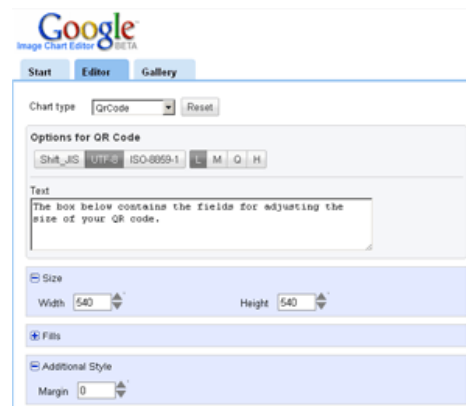 Google
Image Chart Editor BETA
Start Editor Gallery
Chart type QrCode Reset
Options for QR Code
Shift_JIS UTF-8 ISO-8859-1 L M Q H
Text
The box below contains the fields for adjusting the
size of your QR code.
Size
Width 540 Height 540
Fills
Additional Style
Margin 0